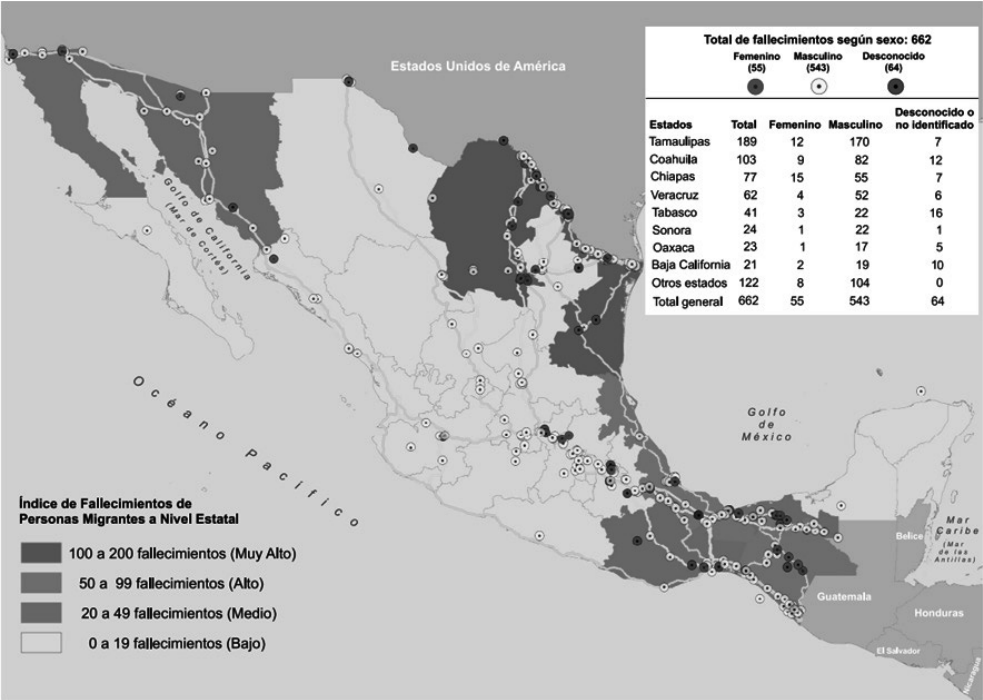 Total de fallecimientos según sexo: 662
Femenino (55) Masculino (543) Desconocido (64)
Estados Total Femenino Masculino Desconocido o no identificado
Tamaulipas 189 12 170 7
Coahuila 103 9 82 12
Chiapas 77 15 55 7
Veracruz 62 4 52 6
Tabasco 41 3 22 16
Sonora 24 1 22 1
Oaxaca 23 1 17 5
Baja California 21 2 19 10
Otros estados 122 8 104 0
Total general 662 55 543 64
Estados Unidos de América
Golfo de California
(Mar de Cortés)
Océano Pacífico
Golfo
de
México
Mar
Caribe
(Mar
de las
Antillas)
Belice
Guatemala
Honduras
El Salvador
Nicaragua
Índice de Fallecimientos de
Personas Migrantes a Nivel Estatal
100 a 200 fallecimientos (Muy Alto)
50 a 99 fallecimientos (Alto)
20 a 49 fallecimientos (Medio)
0 a 19 fallecimientos (Bajo)